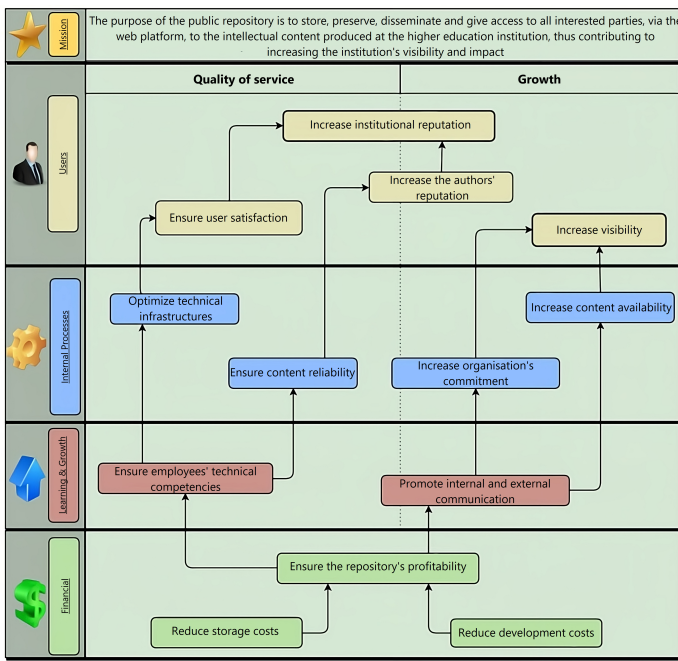 Mission
The purpose of the public repository is to store, preserve, disseminate and give access to all interested parties, via the
web platform, to the intellectual content produced at the higher education institution, thus contributing to
increasing the institution's visibility and impact
Quality of service
Growth
Users
Increase institutional reputation
Increase the authors'
reputation
Ensure user satisfaction
Increase visibility
Internal Processes
Optimize technical
infrastructures
Increase content availability
Ensure content reliability
Increase organisation's
commitment
Learning & Growth
Ensure employees' technical
competencies
Promote internal and external
communication
Financial
Ensure the repository's profitability
Reduce storage costs
Reduce development costs